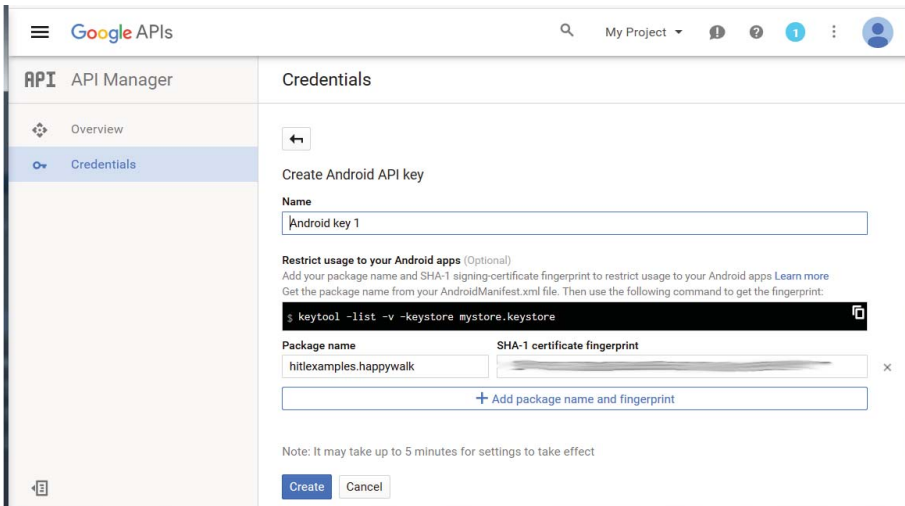 Google APIs
My Project
1
API API Manager
Credentials
Overview
Credentials
Create Android API key
Name
Android key 1
Restrict usage to your Android apps (Optional)
Add your package name and SHA-1 signing-certificate fingerprint to restrict usage to your Android apps Learn more
Get the package name from your AndroidManifest.xml file. Then use the following command to get the fingerprint:
$ keytool -list -v -keystore mystore.keystore
Package name SHA-1 certificate fingerprint
hitlexamples.happywalk
+ Add package name and fingerprint
Note: It may take up to 5 minutes for settings to take effect
Create Cancel